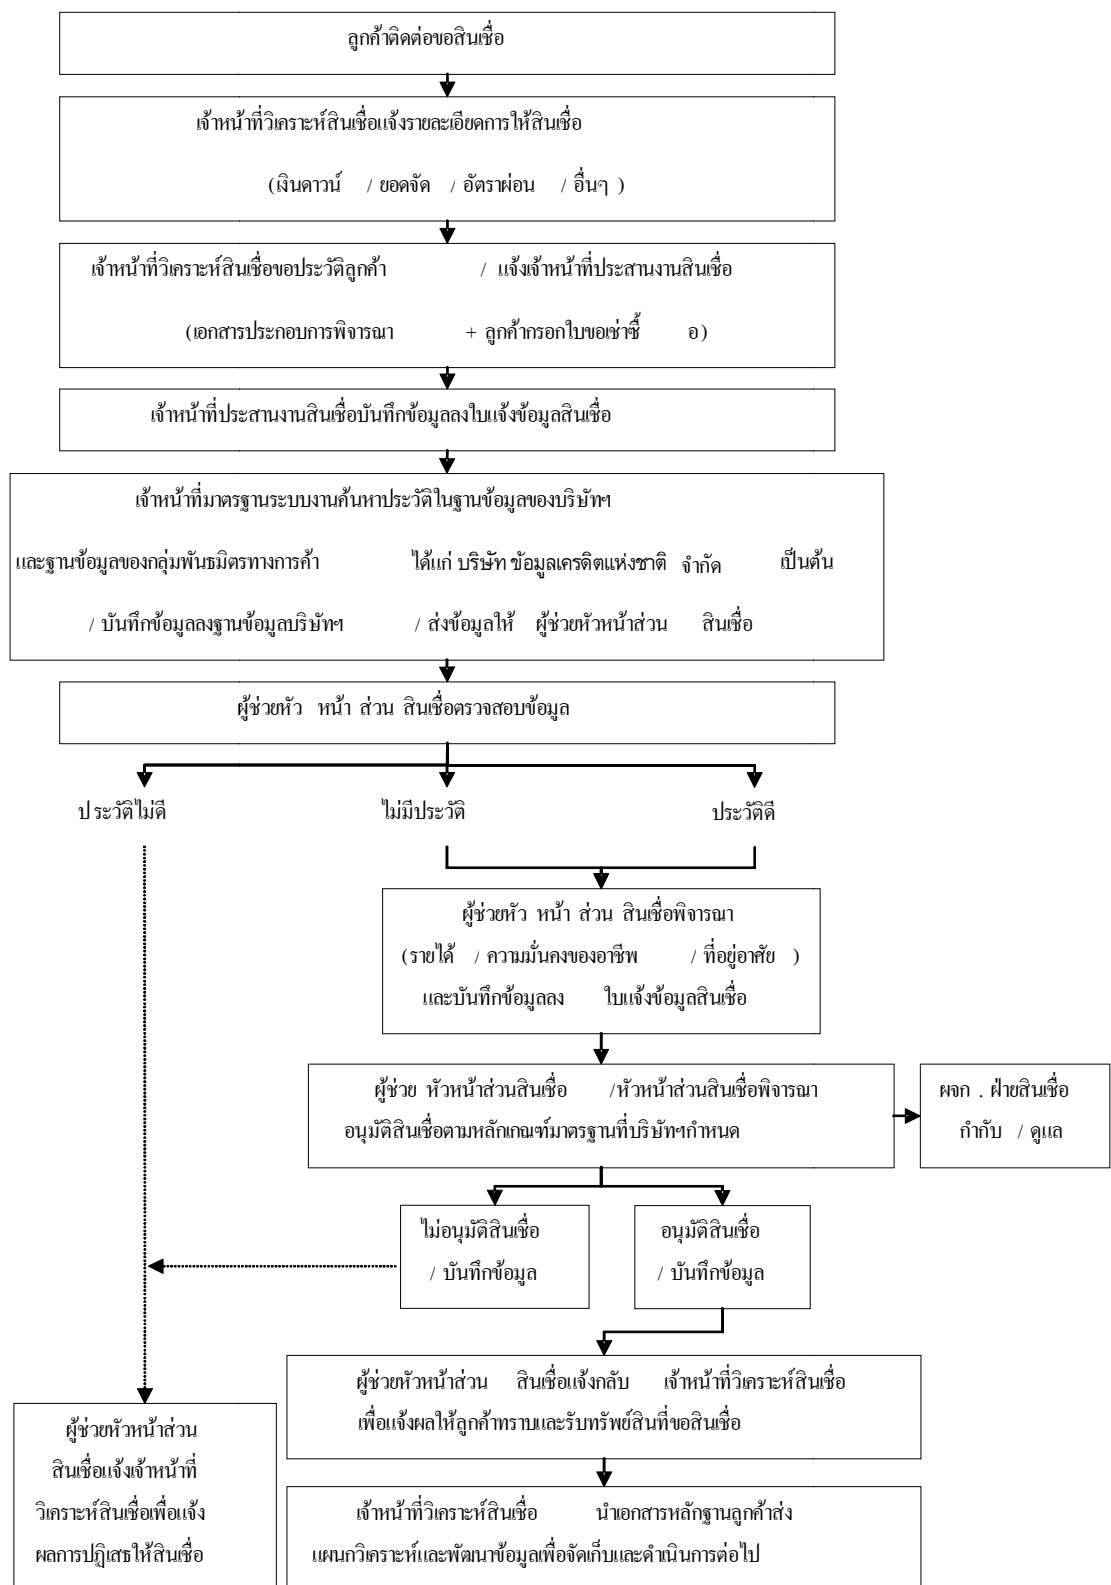 ลูกค้าติดต่อขอสินเชื่อ
เจ้าหน้าที่วิเคราะห์สินเชื่อแจ้งรายละเอียดการให้สินเชื่อ
(เงินดาวน์ / ยอดจัด / อัตราผ่อน / อื่นๆ )
เจ้าหน้าที่วิเคราะห์สินเชื่อขอประวัติลูกค้า / แจ้งเจ้าหน้าที่ประสานงานสินเชื่อ
(เอกสารประกอบการพิจารณา + ลูกค้ากรอกใบขอเช่าซื้ อ)
เจ้าหน้าที่ประสานงานสินเชื่อบันทึกข้อมูลลงใบแจ้งข้อมูลสินเชื่อ
เจ้าหน้าที่มาตรฐานระบบงานค้นหาประวัติในฐานข้อมูลของบริษัทฯ
และฐานข้อมูลของกลุ่มพันธมิตรทางการค้า ได้แก่ บริษัท ข้อมูลเครดิตแห่งชาติ จำกัด เป็นต้น
/ บันทึกข้อมูลลงฐานข้อมูลบริษัทฯ / ส่งข้อมูลให้ ผู้ช่วยหัวหน้าส่วน สินเชื่อ
ผู้ช่วยหัว หน้า ส่วน สินเชื่อตรวจสอบข้อมูล
ประวัติไม่ดี ไม่มีประวัติ ประวัติดี
ผู้ช่วยหัว หน้า ส่วน สินเชื่อพิจารณา
(รายได้ / ความมั่นคงของอาชีพ / ที่อยู่อาศัย )
และบันทึกข้อมูลลง ใบแจ้งข้อมูลสินเชื่อ
ผู้ช่วย หัวหน้าส่วนสินเชื่อ /หัวหน้าส่วนสินเชื่อพิจารณา
อนุมัติสินเชื่อตามหลักเกณฑ์มาตรฐานที่บริษัทฯกำหนด
ผจก . ฝ่ายสินเชื่อ
กำกับ / ดูแล
ไม่อนุมัติสินเชื่อ
/ บันทึกข้อมูล
อนุมัติสินเชื่อ
/ บันทึกข้อมูล
ผู้ช่วยหัวหน้าส่วน สินเชื่อแจ้งกลับ เจ้าหน้าที่วิเคราะห์สินเชื่อ
เพื่อแจ้งผลให้ลูกค้าทราบและรับทรัพย์สินที่ขอสินเชื่อ
ผู้ช่วยหัวหน้าส่วน
สินเชื่อแจ้งเจ้าหน้าที่
วิเคราะห์สินเชื่อเพื่อแจ้ง
ผลการปฏิเสธให้สินเชื่อ
เจ้าหน้าที่วิเคราะห์สินเชื่อ นำเอกสารหลักฐานลูกค้าส่ง
แผนกวิเคราะห์และพัฒนาข้อมูลเพื่อจัดเก็บและดำเนินการต่อไป